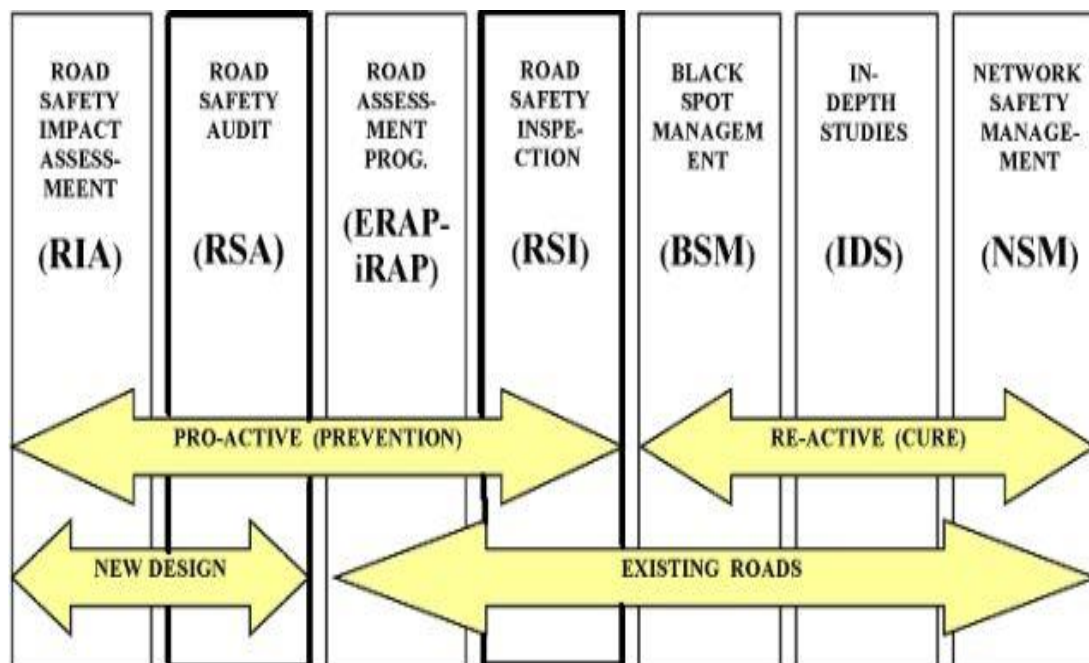 ROAD
SAFETY
IMPACT
ASSESS-
MEENT
(RIA)
ROAD
SAFETY
AUDIT
(RSA)
ROAD
ASSESS-
MENT
PROG.
(ERAP-
iRAP)
ROAD
SAFETY
INSPE-
CTION
(RSI)
BLACK
SPOT
MANAGEM
ENT
(BSM)
IN-
DEPTH
STUDIES
(IDS)
NETWORK
SAFETY
MANAGE-
MENT
(NSM)
PRO-ACTIVE (PREVENTION)
RE-ACTIVE (CURE)
NEW DESIGN
EXISTING ROADS